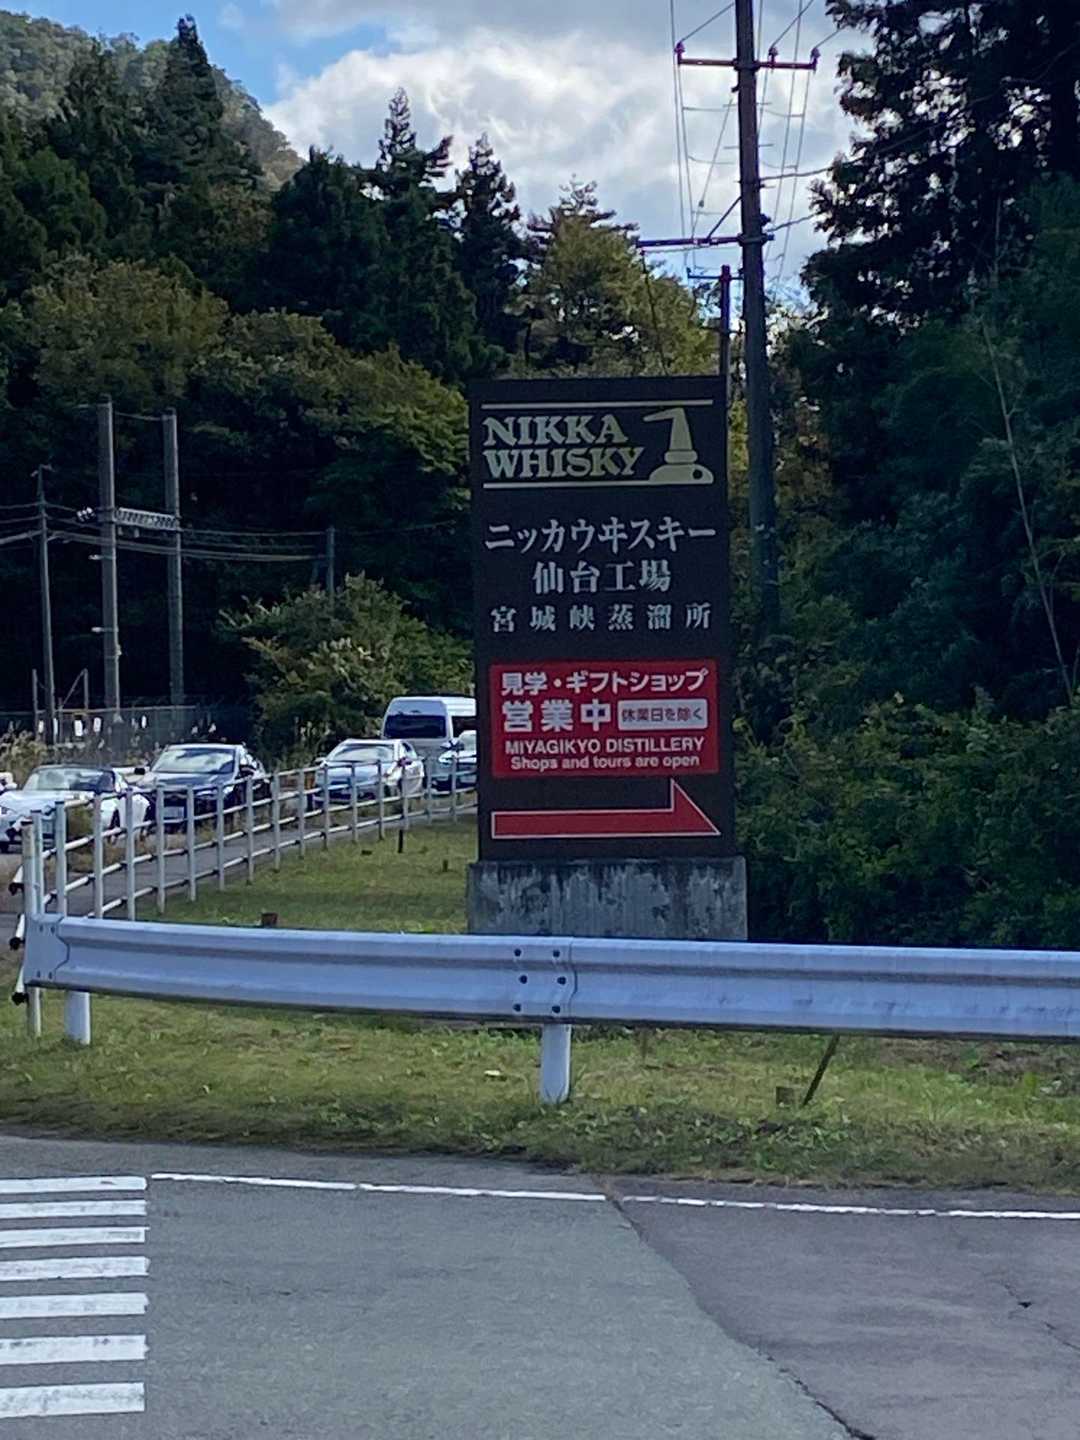 NIKKA
WHISKY
ニッカウヰスキー
仙台工場
宮城峡蒸溜所
見学・ギフトショップ
営業中 休業日を除く
MIYAGIKYO DISTILLERY
Shops and tours are open